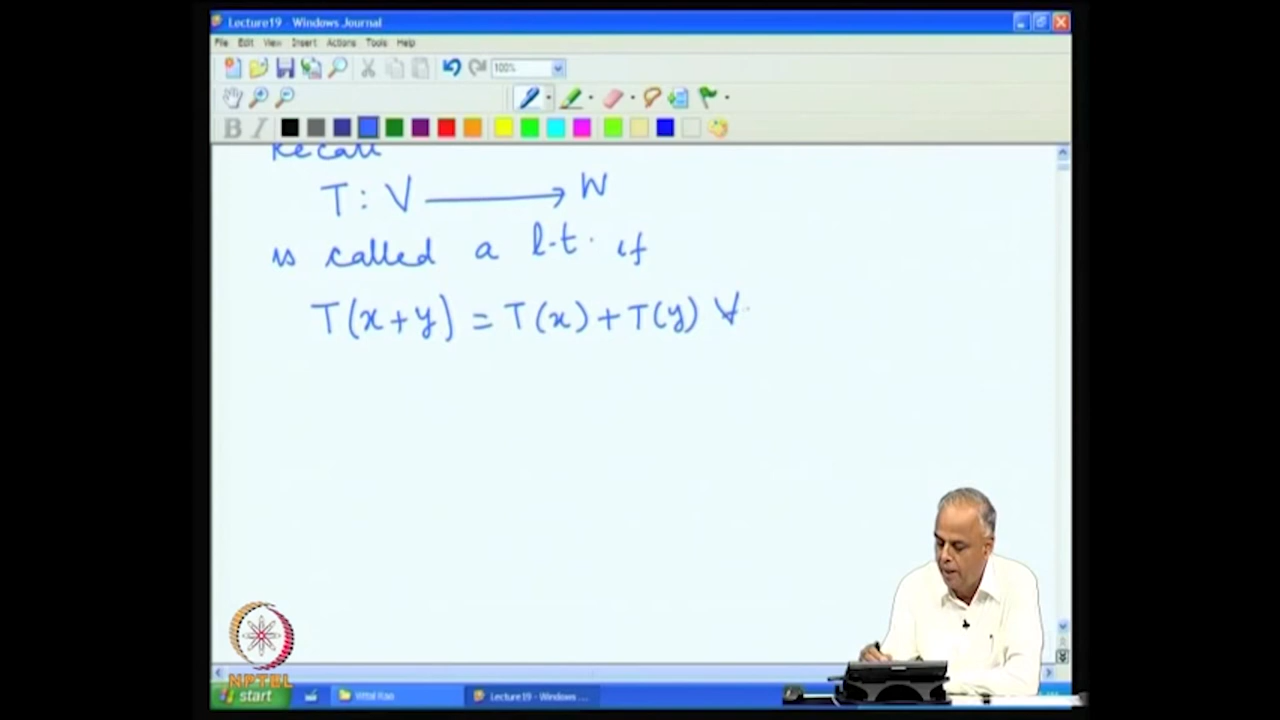 Lecture19 - Windows Journal
File Edit View Insert Actions Tools Help
100%
B I
Recall
T : V ⟶ W
is called a l.t. if
T(x+y) = T(x) + T(y) ∀
NPTEL
start Vittal Rao Lecture19 - Windows ...